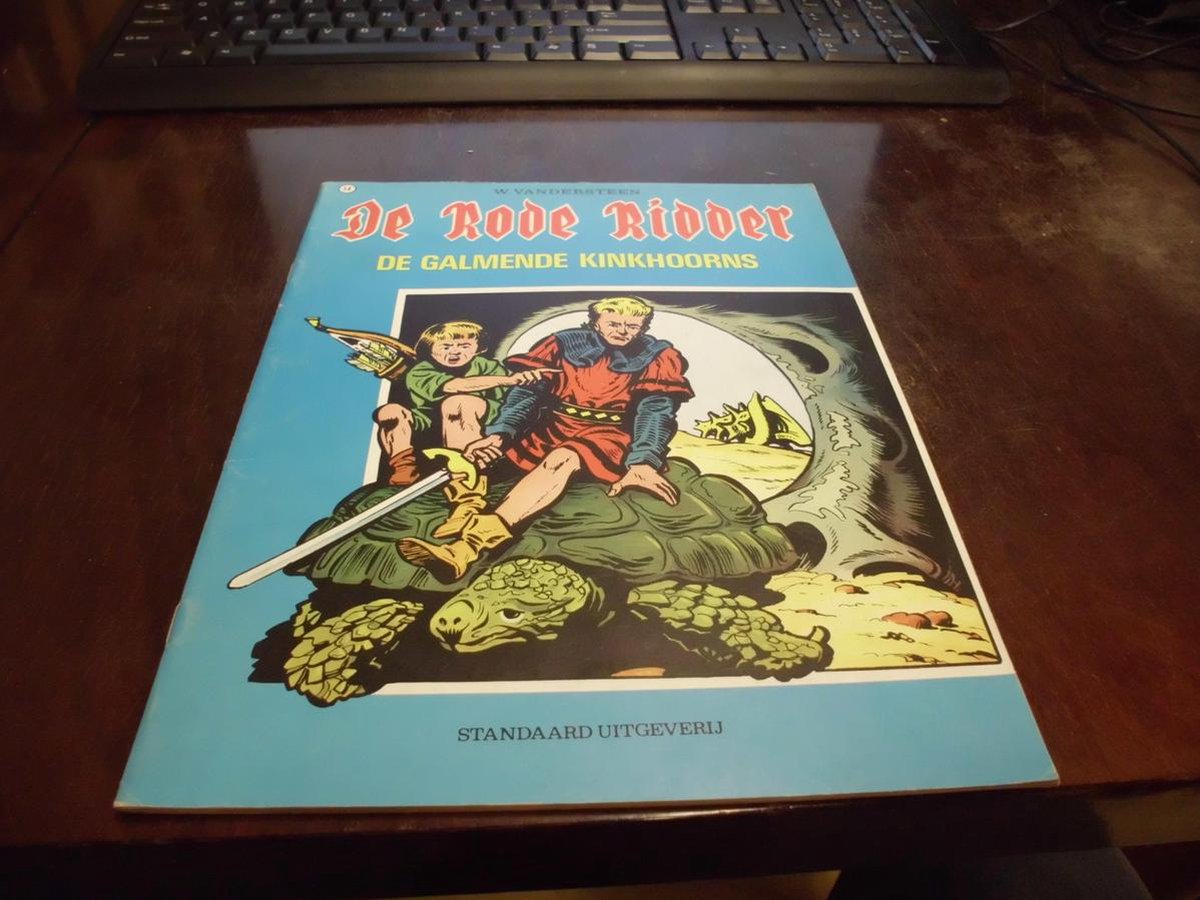 W. VANDERSTEEN
De Rode Ridder
DE GALMENDE KINKHOORNS
STANDAARD UITGEVERIJ